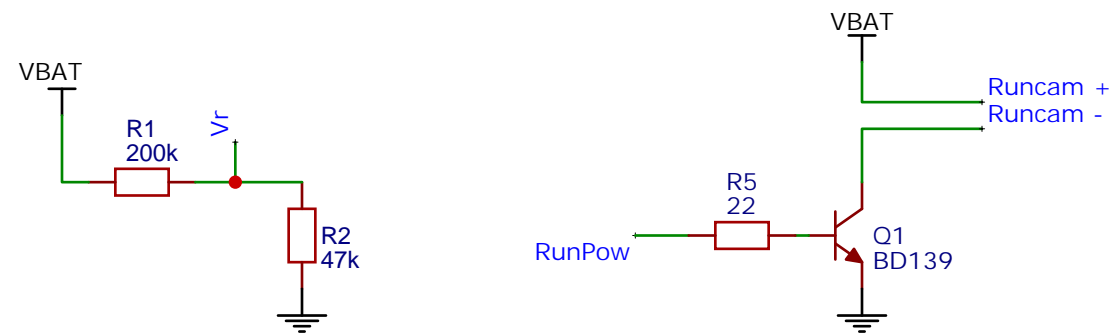 VBAT
R1
200k
Vr
R2
47k
VBAT
Runcam +
Runcam -
R5
22
RunPow
Q1
BD139